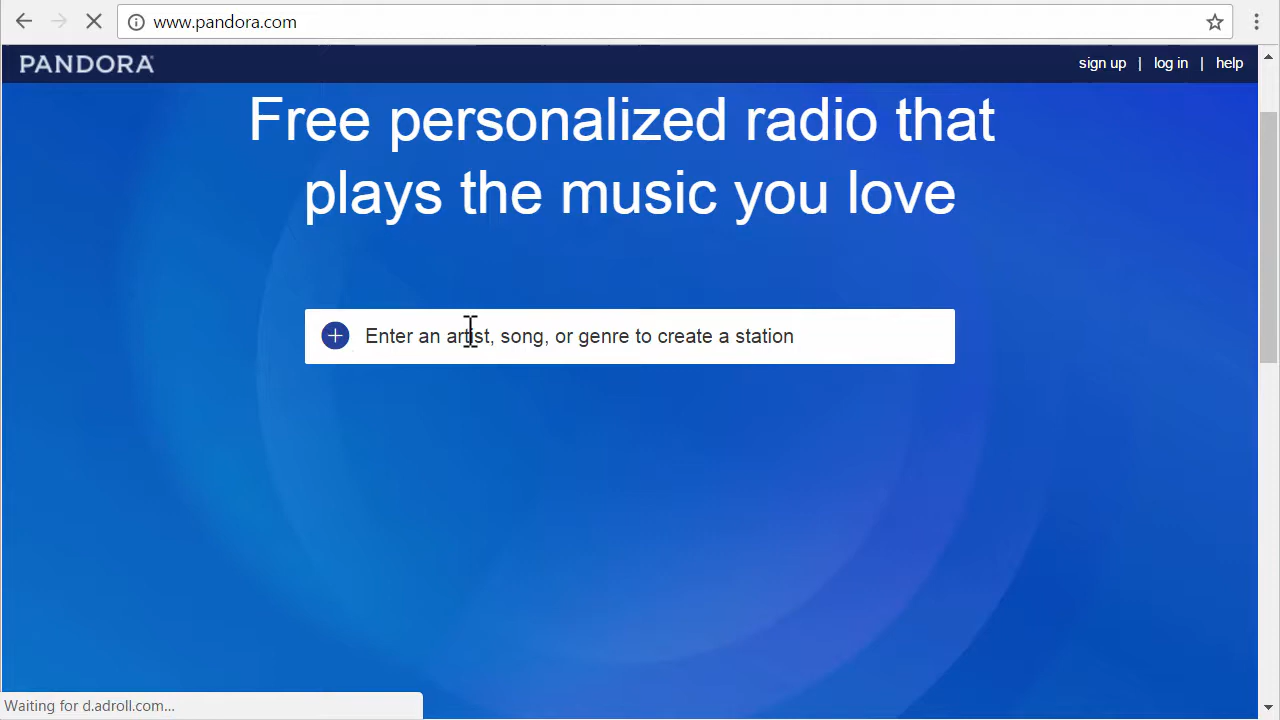 www.pandora.com
PANDORA
sign up | log in | help
Free personalized radio that
plays the music you love
Enter an artist, song, or genre to create a station
Waiting for d.adroll.com...